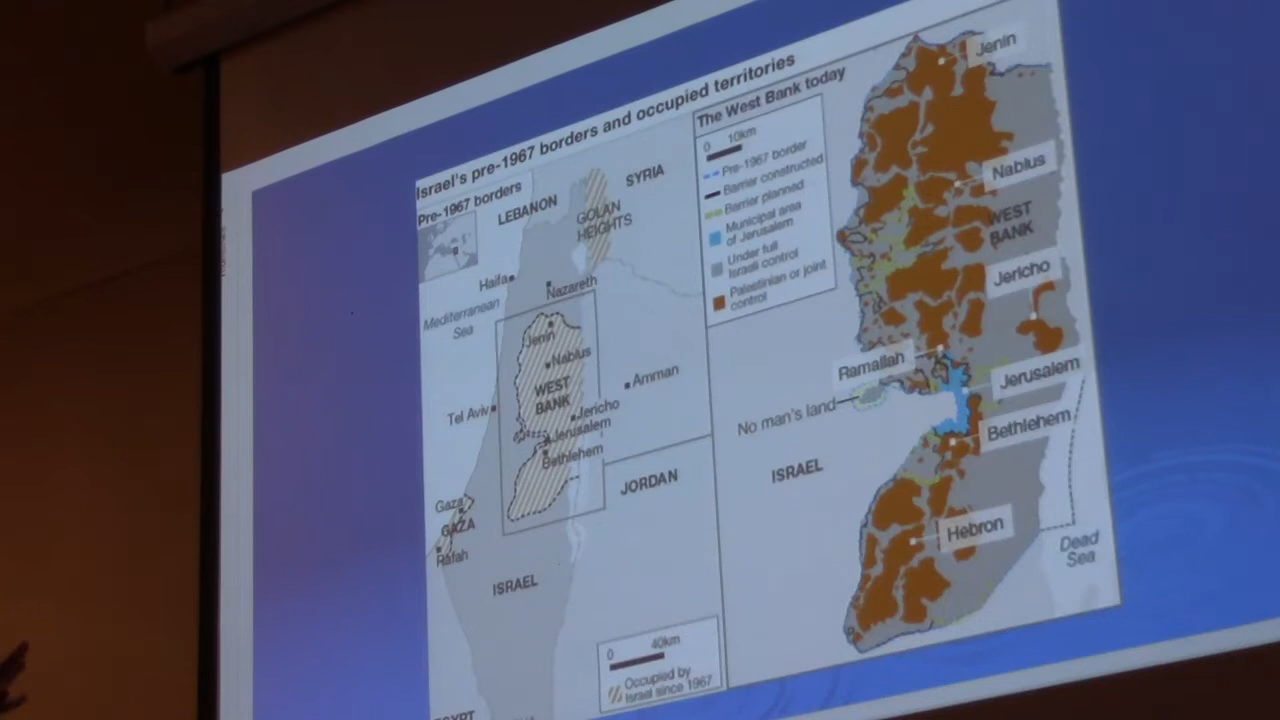 Israel's pre-1967 borders and occupied territories
Pre-1967 borders
LEBANON
SYRIA
GOLAN
HEIGHTS
Haifa
Nazareth
Mediterranean
Sea
Jenin
Nablus
WEST
BANK
Amman
Tel Aviv
Jericho
Jerusalem
Bethlehem
JORDAN
Gaza
GAZA
Rafah
ISRAEL
0 40km
Occupied by
Israel since 1967
The West Bank today
0 10km
Pre-1967 border
Barrier constructed
Barrier planned
Municipal area
of Jerusalem
Under full
Israeli control
Palestinian or joint
control
Jenin
Nablus
WEST
BANK
Jericho
Ramallah
Jerusalem
No man's land
Bethlehem
ISRAEL
Hebron
Dead
Sea